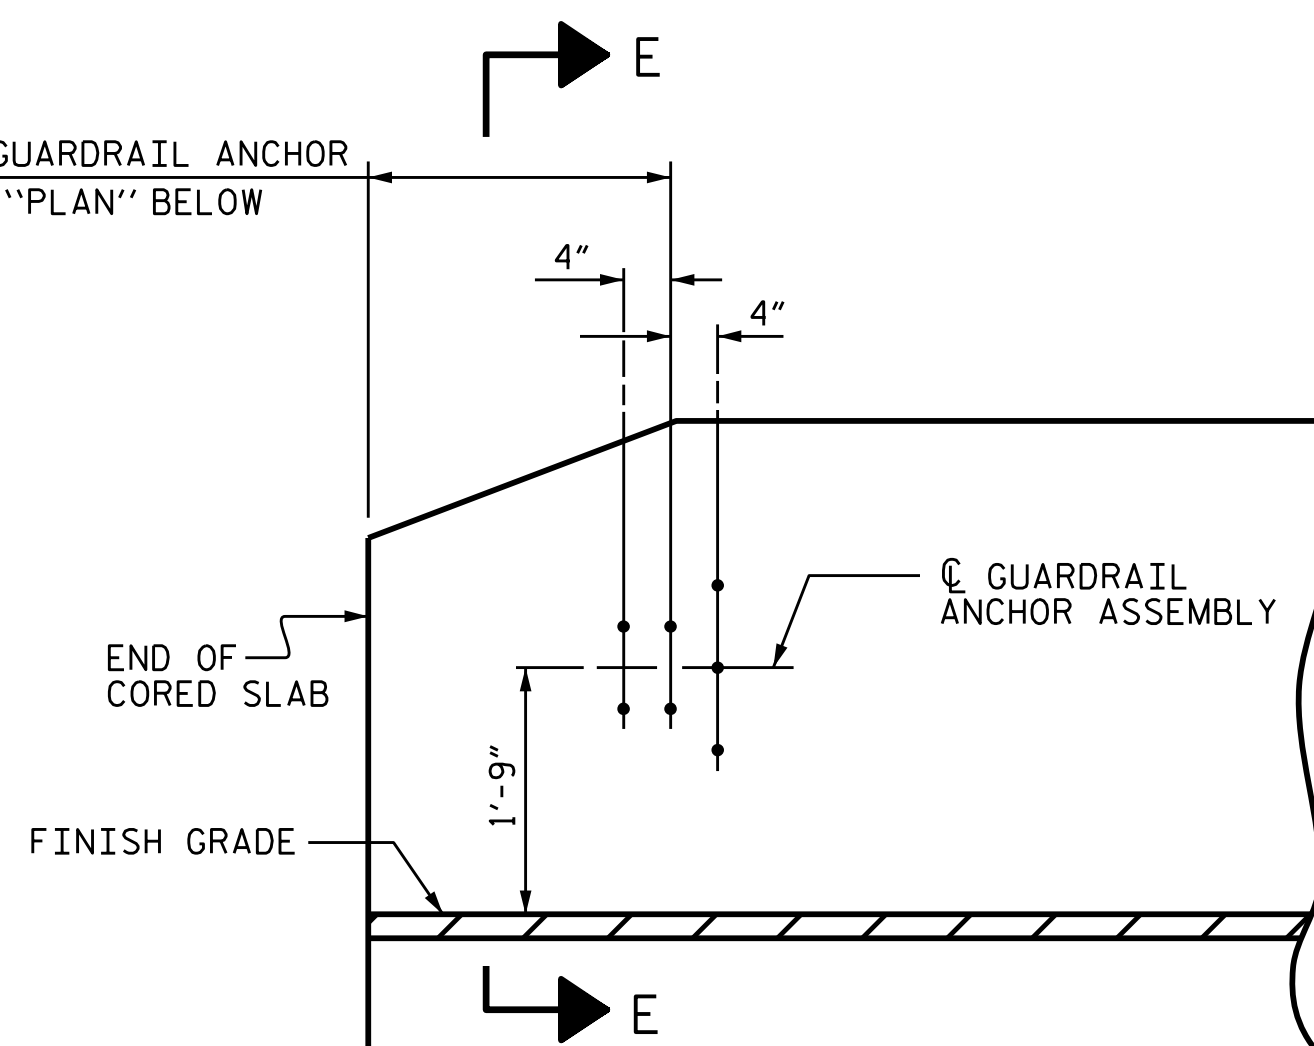 E
GUARDRAIL ANCHOR
"PLAN" BELOW
4"
4"
℄ GUARDRAIL
ANCHOR ASSEMBLY
END OF
CORED SLAB
1'-9"
FINISH GRADE
E